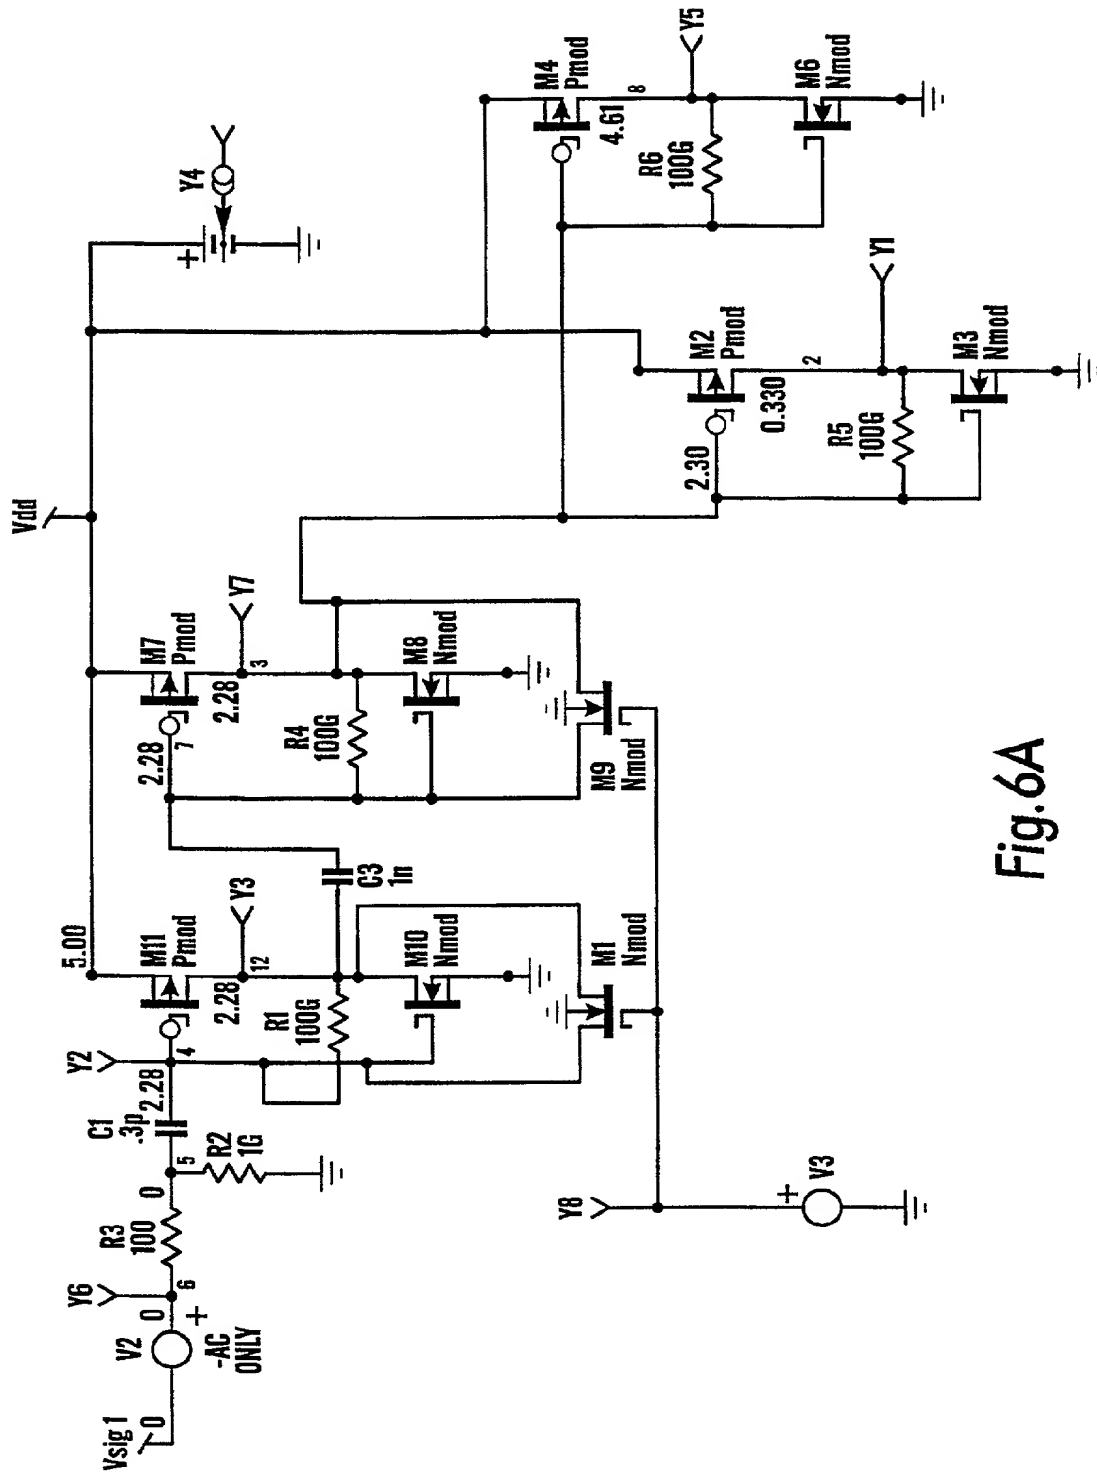 Vsig 1
0
V2
0
+
-AC
ONLY
Y6
6
R3
100
0
5
R2
1G
C1
.3p
2.28
Y2
4
5.00
M11
Pmod
2.28
Y3
12
R1
100G
M10
Nmod
M1
Nmod
C3
1n
2.28
7
M7
Pmod
2.28
Y7
3
R4
100G
M8
Nmod
M9
Nmod
Y8
+
V3
Vdd
Y4
+
2.30
M2
Pmod
0.330
2
Y1
R5
100G
M3
Nmod
M4
Pmod
4.61
8
Y5
R6
100G
M6
Nmod
Fig.6A